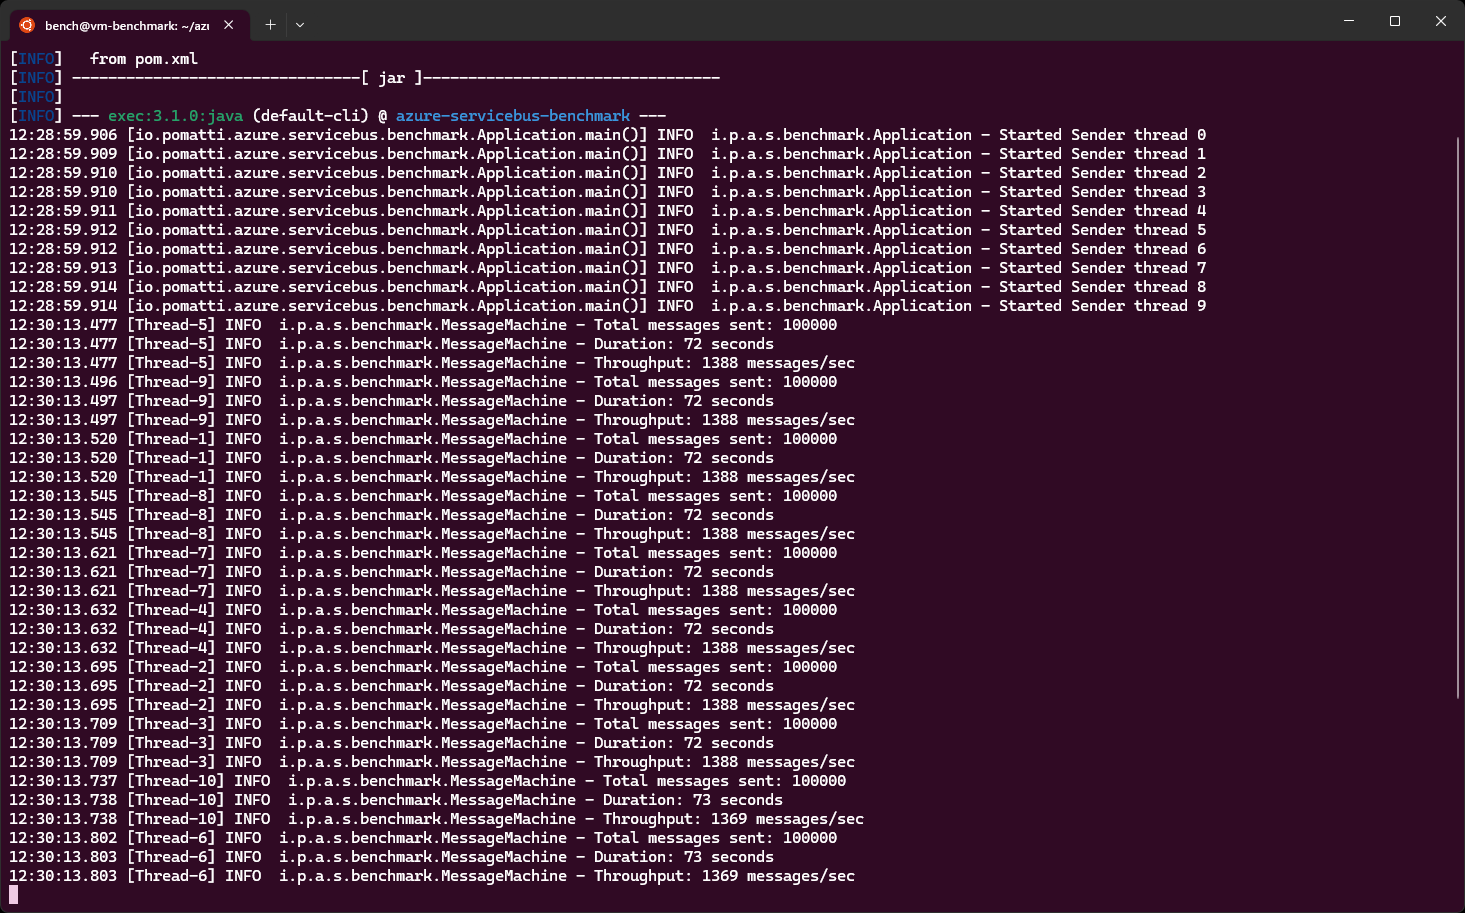 bench@vm-benchmark: ~/azu
[INFO]   from pom.xml
[INFO] --------------------------------[ jar ]---------------------------------
[INFO]
[INFO] --- exec:3.1.0:java (default-cli) @ azure-servicebus-benchmark ---
12:28:59.906 [io.pomatti.azure.servicebus.benchmark.Application.main()] INFO  i.p.a.s.benchmark.Application - Started Sender thread 0
12:28:59.909 [io.pomatti.azure.servicebus.benchmark.Application.main()] INFO  i.p.a.s.benchmark.Application - Started Sender thread 1
12:28:59.910 [io.pomatti.azure.servicebus.benchmark.Application.main()] INFO  i.p.a.s.benchmark.Application - Started Sender thread 2
12:28:59.910 [io.pomatti.azure.servicebus.benchmark.Application.main()] INFO  i.p.a.s.benchmark.Application - Started Sender thread 3
12:28:59.911 [io.pomatti.azure.servicebus.benchmark.Application.main()] INFO  i.p.a.s.benchmark.Application - Started Sender thread 4
12:28:59.912 [io.pomatti.azure.servicebus.benchmark.Application.main()] INFO  i.p.a.s.benchmark.Application - Started Sender thread 5
12:28:59.912 [io.pomatti.azure.servicebus.benchmark.Application.main()] INFO  i.p.a.s.benchmark.Application - Started Sender thread 6
12:28:59.913 [io.pomatti.azure.servicebus.benchmark.Application.main()] INFO  i.p.a.s.benchmark.Application - Started Sender thread 7
12:28:59.914 [io.pomatti.azure.servicebus.benchmark.Application.main()] INFO  i.p.a.s.benchmark.Application - Started Sender thread 8
12:28:59.914 [io.pomatti.azure.servicebus.benchmark.Application.main()] INFO  i.p.a.s.benchmark.Application - Started Sender thread 9
12:30:13.477 [Thread-5] INFO  i.p.a.s.benchmark.MessageMachine - Total messages sent: 100000
12:30:13.477 [Thread-5] INFO  i.p.a.s.benchmark.MessageMachine - Duration: 72 seconds
12:30:13.477 [Thread-5] INFO  i.p.a.s.benchmark.MessageMachine - Throughput: 1388 messages/sec
12:30:13.496 [Thread-9] INFO  i.p.a.s.benchmark.MessageMachine - Total messages sent: 100000
12:30:13.497 [Thread-9] INFO  i.p.a.s.benchmark.MessageMachine - Duration: 72 seconds
12:30:13.497 [Thread-9] INFO  i.p.a.s.benchmark.MessageMachine - Throughput: 1388 messages/sec
12:30:13.520 [Thread-1] INFO  i.p.a.s.benchmark.MessageMachine - Total messages sent: 100000
12:30:13.520 [Thread-1] INFO  i.p.a.s.benchmark.MessageMachine - Duration: 72 seconds
12:30:13.520 [Thread-1] INFO  i.p.a.s.benchmark.MessageMachine - Throughput: 1388 messages/sec
12:30:13.545 [Thread-8] INFO  i.p.a.s.benchmark.MessageMachine - Total messages sent: 100000
12:30:13.545 [Thread-8] INFO  i.p.a.s.benchmark.MessageMachine - Duration: 72 seconds
12:30:13.545 [Thread-8] INFO  i.p.a.s.benchmark.MessageMachine - Throughput: 1388 messages/sec
12:30:13.621 [Thread-7] INFO  i.p.a.s.benchmark.MessageMachine - Total messages sent: 100000
12:30:13.621 [Thread-7] INFO  i.p.a.s.benchmark.MessageMachine - Duration: 72 seconds
12:30:13.621 [Thread-7] INFO  i.p.a.s.benchmark.MessageMachine - Throughput: 1388 messages/sec
12:30:13.632 [Thread-4] INFO  i.p.a.s.benchmark.MessageMachine - Total messages sent: 100000
12:30:13.632 [Thread-4] INFO  i.p.a.s.benchmark.MessageMachine - Duration: 72 seconds
12:30:13.632 [Thread-4] INFO  i.p.a.s.benchmark.MessageMachine - Throughput: 1388 messages/sec
12:30:13.695 [Thread-2] INFO  i.p.a.s.benchmark.MessageMachine - Total messages sent: 100000
12:30:13.695 [Thread-2] INFO  i.p.a.s.benchmark.MessageMachine - Duration: 72 seconds
12:30:13.695 [Thread-2] INFO  i.p.a.s.benchmark.MessageMachine - Throughput: 1388 messages/sec
12:30:13.709 [Thread-3] INFO  i.p.a.s.benchmark.MessageMachine - Total messages sent: 100000
12:30:13.709 [Thread-3] INFO  i.p.a.s.benchmark.MessageMachine - Duration: 72 seconds
12:30:13.709 [Thread-3] INFO  i.p.a.s.benchmark.MessageMachine - Throughput: 1388 messages/sec
12:30:13.737 [Thread-10] INFO  i.p.a.s.benchmark.MessageMachine - Total messages sent: 100000
12:30:13.738 [Thread-10] INFO  i.p.a.s.benchmark.MessageMachine - Duration: 73 seconds
12:30:13.738 [Thread-10] INFO  i.p.a.s.benchmark.MessageMachine - Throughput: 1369 messages/sec
12:30:13.802 [Thread-6] INFO  i.p.a.s.benchmark.MessageMachine - Total messages sent: 100000
12:30:13.803 [Thread-6] INFO  i.p.a.s.benchmark.MessageMachine - Duration: 73 seconds
12:30:13.803 [Thread-6] INFO  i.p.a.s.benchmark.MessageMachine - Throughput: 1369 messages/sec